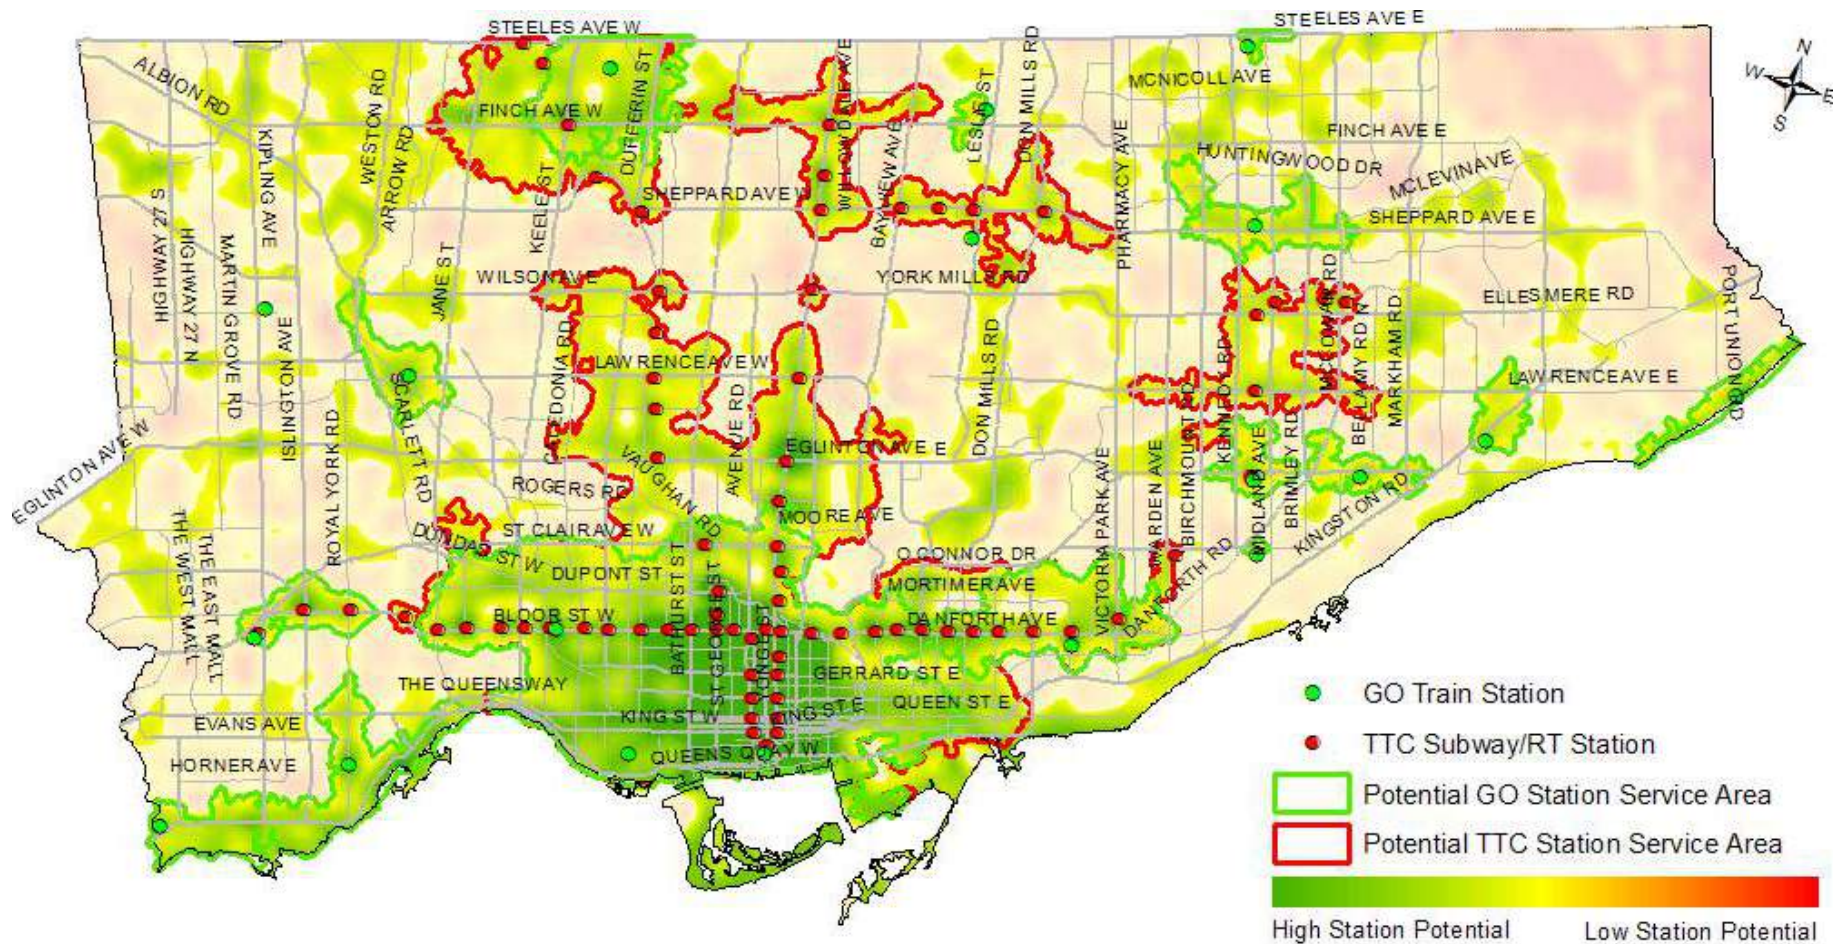 STEELES AVE W
STEELES AVE E
N
W
E
S
ALBION RD
WESTON RD
ARROW RD
FINCH AVE W
DUFFERIN ST
WILLOWDALE AVE
LESLIE ST
DON MILLS RD
MCNICOLL AVE
FINCH AVE E
HUNTINGWOOD DR
MCLEVIN AVE
PHARMACY AVE
KIPLING AVE
HIGHWAY 27 S
KEELE ST
SHEPPARD AVE W
BAYVIEW AVE
SHEPPARD AVE E
HIGHWAY 27 N
MARTIN GROVE RD
JANE ST
WILSON AVE
YORK MILLS RD
MCCOWAN RD
ELLESMERE RD
PORT UNION RD
ISLINGTON AVE
CALEDONIA RD
LAWRENCE AVE W
DON MILLS RD
KENNEDY RD
MCCOWAN RD
BELLAMY RD N
MARKHAM RD
LAWRENCE AVE E
SCARLETT RD
AVENUE RD
BIRCHMOUNT RD
EGLINTON AVE W
ROYAL YORK RD
VAUGHAN RD
EGLINTON AVE E
VICTORIA PARK AVE
WARDEN AVE
MIDLAND AVE
BRIMLEY RD
KINGSTON RD
ROGERS RD
MOORE AVE
THE WEST MALL
THE EAST MALL
DUNDAS ST W
ST CLAIR AVE W
O CONNOR DR
DUPONT ST
MORTIMER AVE
DANFORTH RD
BATHURST ST
ST GEORGE ST
YONGE ST
BLOOR ST W
DANFORTH AVE
THE QUEENSWAY
GERRARD ST E
QUEEN ST E
EVANS AVE
KING ST W
KING ST E
HORNER AVE
QUEENS QUAY W
GO Train Station
TTC Subway/RT Station
Potential GO Station Service Area
Potential TTC Station Service Area
High Station Potential
Low Station Potential